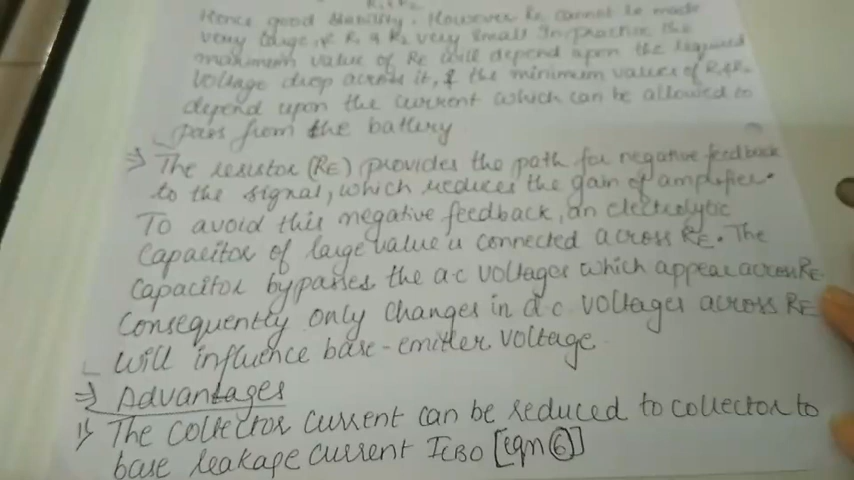 R1+R2
Hence good stability. However RE cannot be made
very large, & R1 & R2 very small In practice the
maximum value of RE will depend upon the required
voltage drop across it, & the minimum values of R1&R2
depend upon the current which can be allowed to
pass from the battery
⇒ The resistor (RE) provides the path for negative feedback
to the signal, which reduces the gain of amplifier.
To avoid this negative feedback, an electrolytic
capacitor of large value is connected across RE. The
capacitor bypasses the ac voltages which appear across RE
Consequently only changes in d.c. voltages across RE
will influence base-emitter voltage.
⇒ Advantages
1) The collector current can be reduced to collector to
base leakage current ICBO [eqn ⑥]